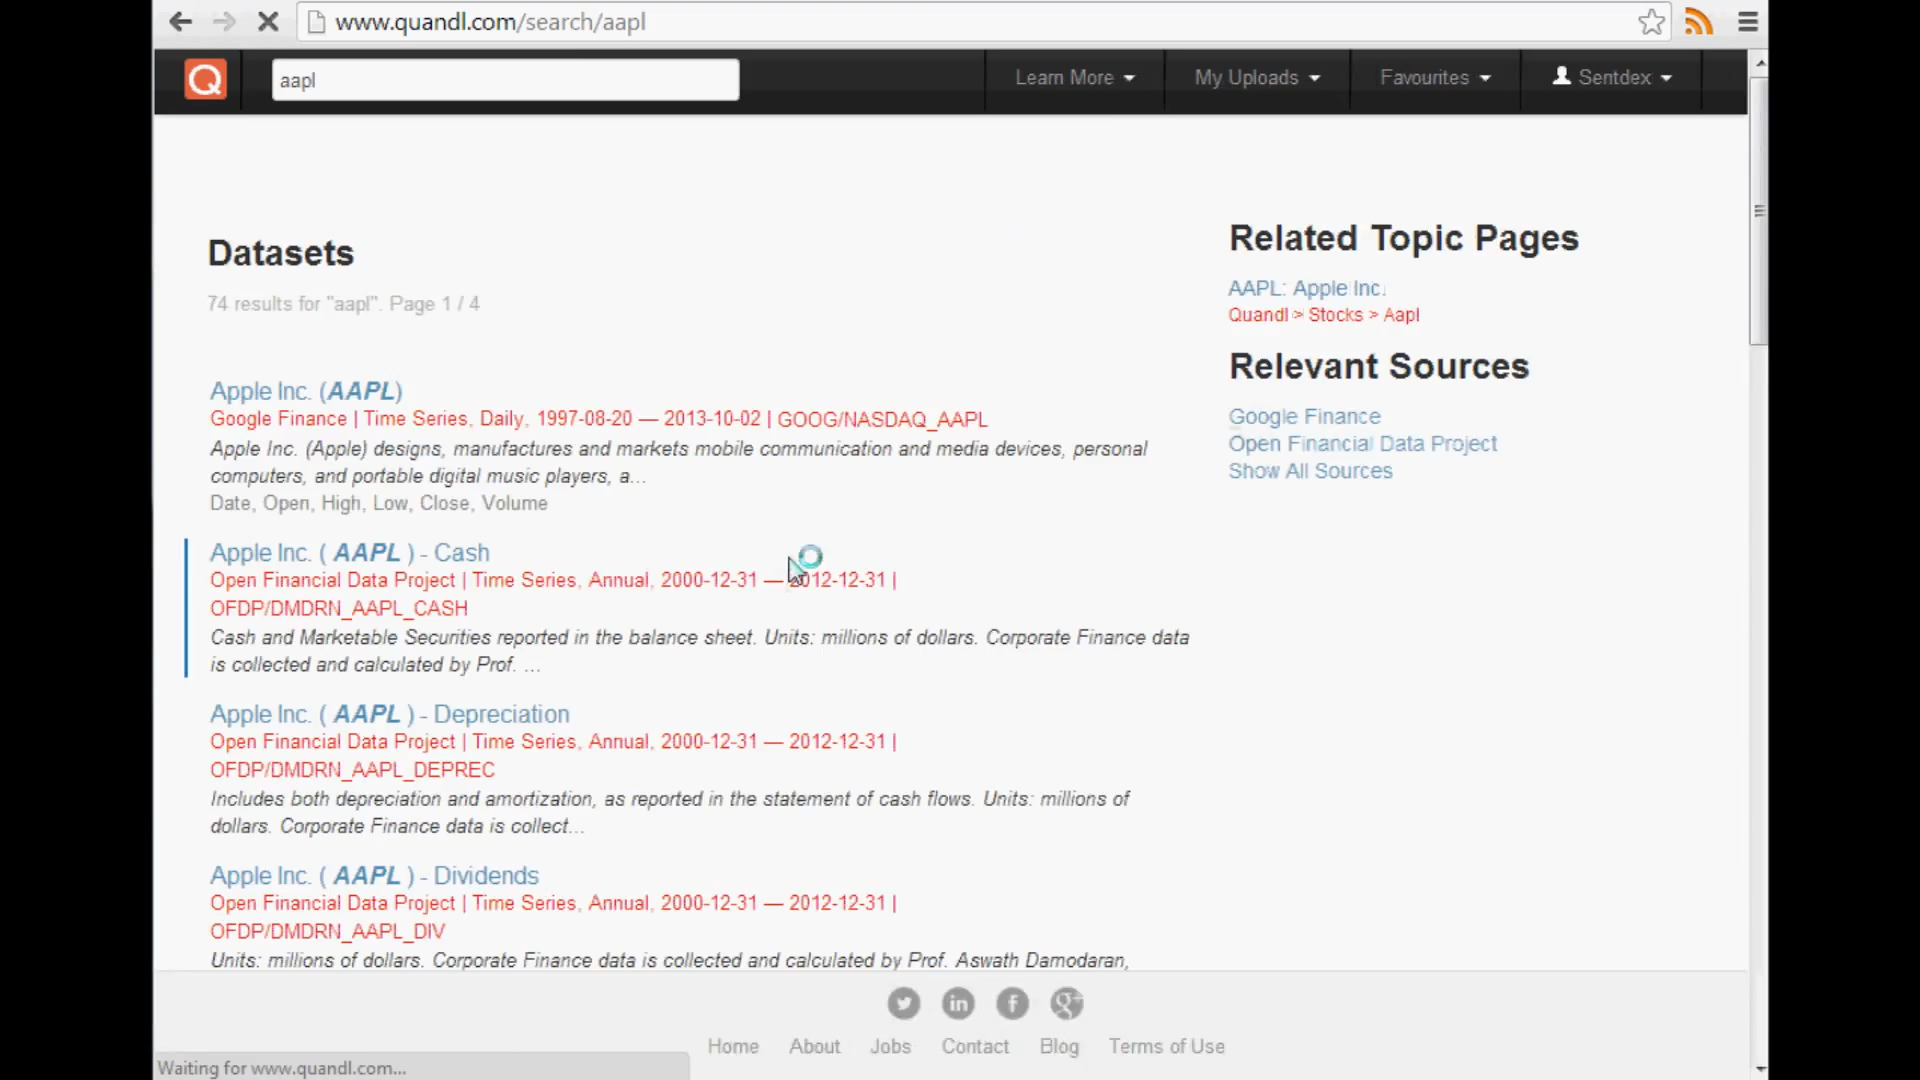 www.quandl.com/search/aapl
Q aapl Learn More My Uploads Favourites Sentdex
Datasets
74 results for "aapl". Page 1 / 4
Apple Inc. (AAPL)
Google Finance | Time Series, Daily, 1997-08-20 — 2013-10-02 | GOOG/NASDAQ_AAPL
Apple Inc. (Apple) designs, manufactures and markets mobile communication and media devices, personal
computers, and portable digital music players, a...
Date, Open, High, Low, Close, Volume
Apple Inc. ( AAPL ) - Cash
Open Financial Data Project | Time Series, Annual, 2000-12-31 — 2012-12-31 |
OFDP/DMDRN_AAPL_CASH
Cash and Marketable Securities reported in the balance sheet. Units: millions of dollars. Corporate Finance data
is collected and calculated by Prof. ...
Apple Inc. ( AAPL ) - Depreciation
Open Financial Data Project | Time Series, Annual, 2000-12-31 — 2012-12-31 |
OFDP/DMDRN_AAPL_DEPREC
Includes both depreciation and amortization, as reported in the statement of cash flows. Units: millions of
dollars. Corporate Finance data is collect...
Apple Inc. ( AAPL ) - Dividends
Open Financial Data Project | Time Series, Annual, 2000-12-31 — 2012-12-31 |
OFDP/DMDRN_AAPL_DIV
Units: millions of dollars. Corporate Finance data is collected and calculated by Prof. Aswath Damodaran,
Related Topic Pages
AAPL: Apple Inc.
Quandl > Stocks > Aapl
Relevant Sources
Google Finance
Open Financial Data Project
Show All Sources
in f g+
Home About Jobs Contact Blog Terms of Use
Waiting for www.quandl.com...